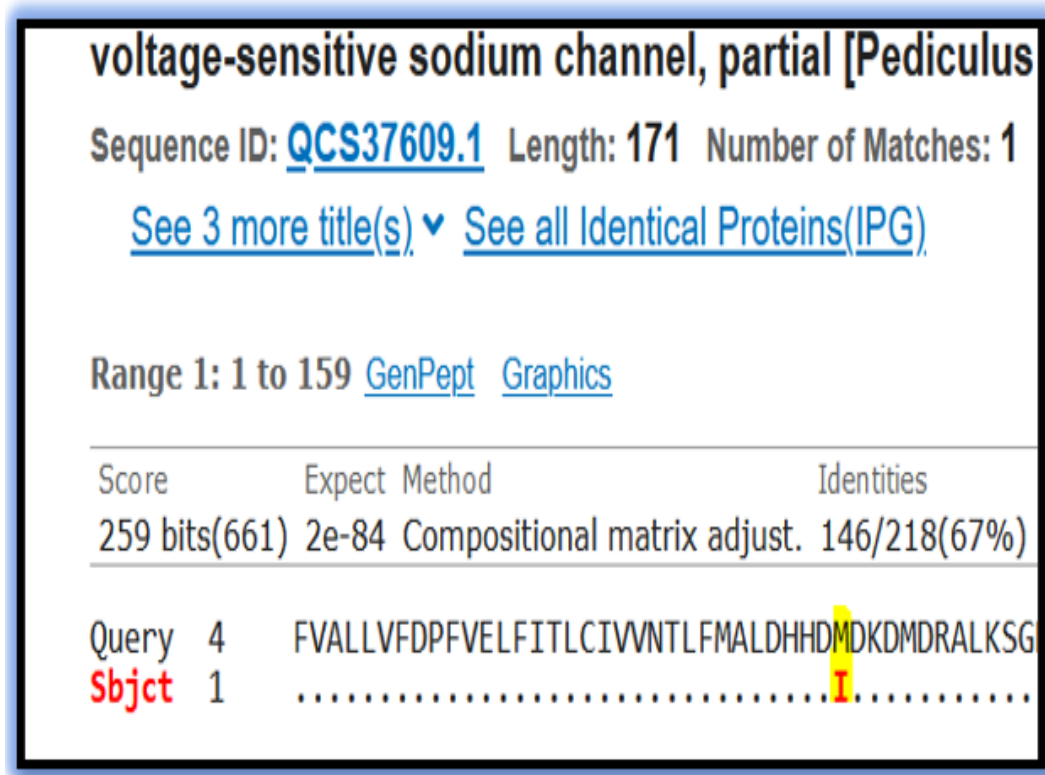 voltage-sensitive sodium channel, partial [Pediculus
Sequence ID: QCS37609.1 Length: 171 Number of Matches: 1
See 3 more title(s) See all Identical Proteins(IPG)
Range 1: 1 to 159 GenPept Graphics
Score Expect Method Identities
259 bits(661) 2e-84 Compositional matrix adjust. 146/218(67%)
Query 4 FVALLVFDPFVELFITLCIVVNTLFMALDHHDMDKDMDRALKSG
Sbjct 1 ................................I...........